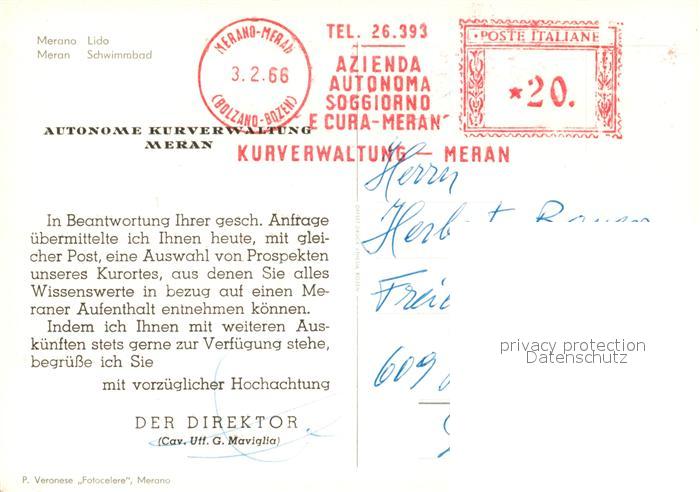 Merano Lido
Meran Schwimmbad
MERANO-MERAN
3.2.66
(BOLZANO-BOZEN)
TEL. 26.393
AZIENDA
AUTONOMA
SOGGIORNO
E CURA-MERANO
KURVERWALTUNG — MERAN
POSTE ITALIANE
*20.
AUTONOME KURVERWALTUNG
MERAN
In Beantwortung Ihrer gesch. Anfrage
übermittelte ich Ihnen heute, mit glei-
cher Post, eine Auswahl von Prospekten
unseres Kurortes, aus denen Sie alles
Wissenswerte in bezug auf einen Me-
raner Aufenthalt entnehmen können.
Indem ich Ihnen mit weiteren Aus-
künften stets gerne zur Verfügung stehe,
begrüße ich Sie
mit vorzüglicher Hochachtung
DER DIREKTOR
(Cav. Uff. G. Maviglia)
P. Veronese „Fotocelere", Merano
Herrn
609
privacy protection
Datenschutz